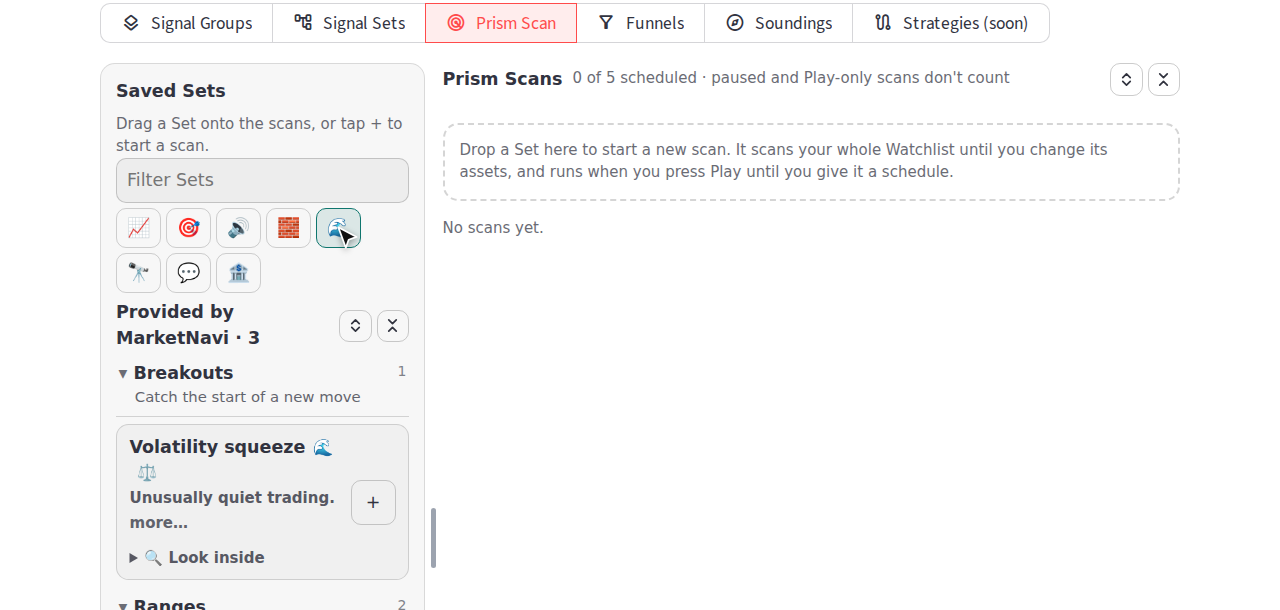 Signal Groups
Signal Sets
Prism Scan
Funnels
Soundings
Strategies (soon)
Saved Sets
Drag a Set onto the scans, or tap + to
start a scan.
Filter Sets
Provided by
MarketNavi · 3
▼ Breakouts 1
Catch the start of a new move
Volatility squeeze 🌊
⚖️
Unusually quiet trading.
more…
+
▶ 🔍 Look inside
▼ Ranges 2
Prism Scans 0 of 5 scheduled · paused and Play-only scans don't count
Drop a Set here to start a new scan. It scans your whole Watchlist until you change its
assets, and runs when you press Play until you give it a schedule.
No scans yet.